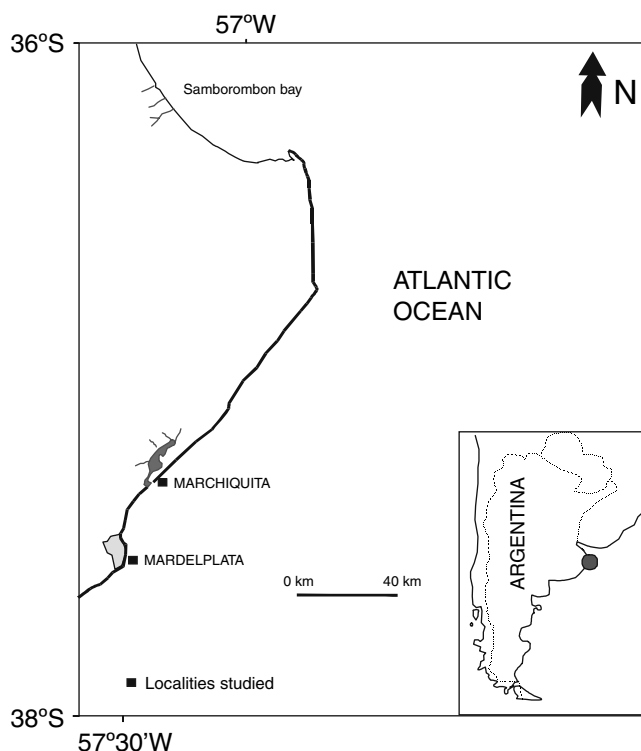 57ºW
36ºS
Samborombon bay
N
ATLANTIC
OCEAN
MARCHIQUITA
ARGENTINA
MARDELPLATA
0 km 40 km
Localities studied
38ºS
57º30'W